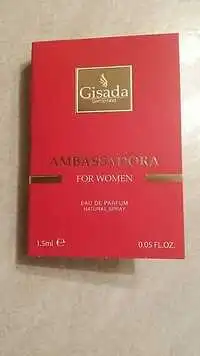 Gisada
Switzerland
AMBASSADORA
FOR WOMEN
EAU DE PARFUM
NATURAL SPRAY
1.5ml ℮ 0.05 FL.OZ.